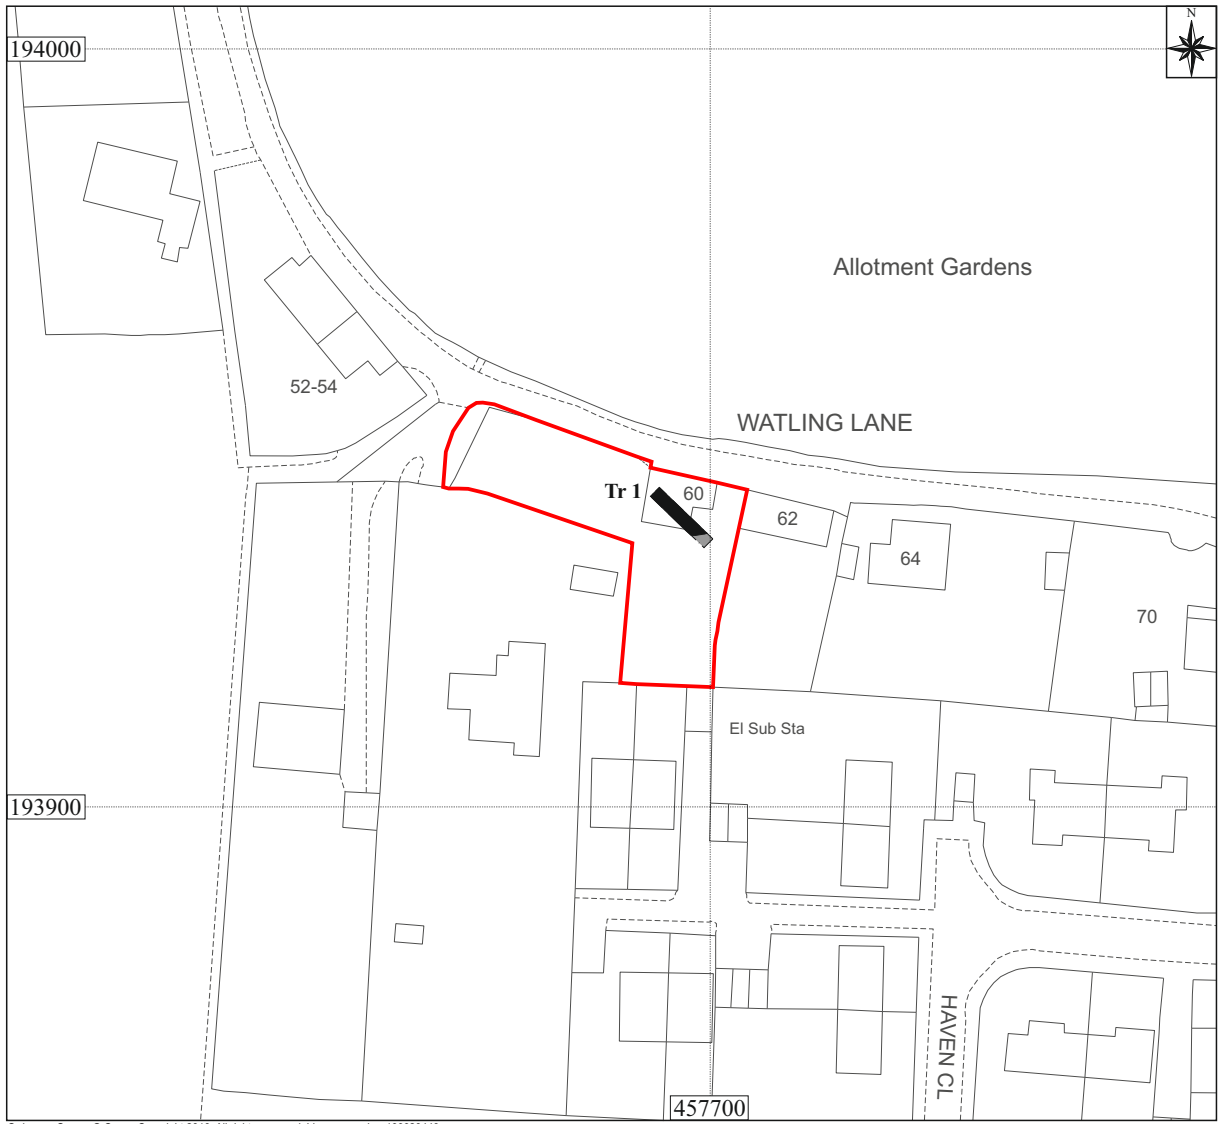 N
194000
Allotment Gardens
52-54
WATLING LANE
Tr 1
60
62
64
70
El Sub Sta
193900
HAVEN CL
457700